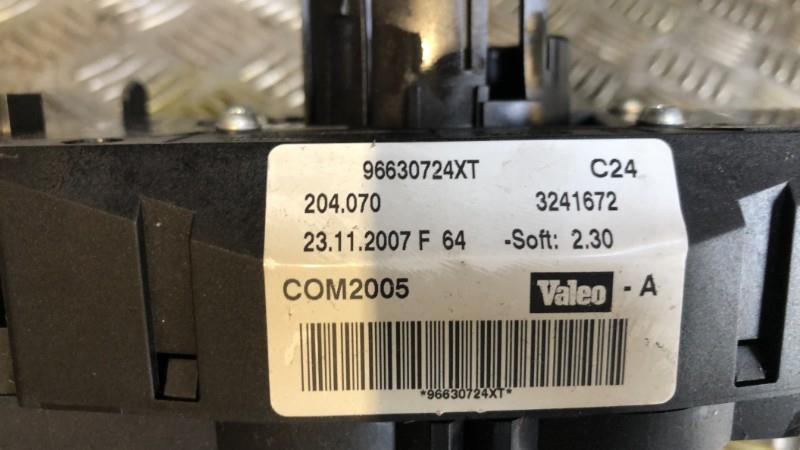 96630724XT C24
204.070 3241672
23.11.2007 F 64 -Soft: 2.30
COM2005 Valeo - A
*96630724XT*